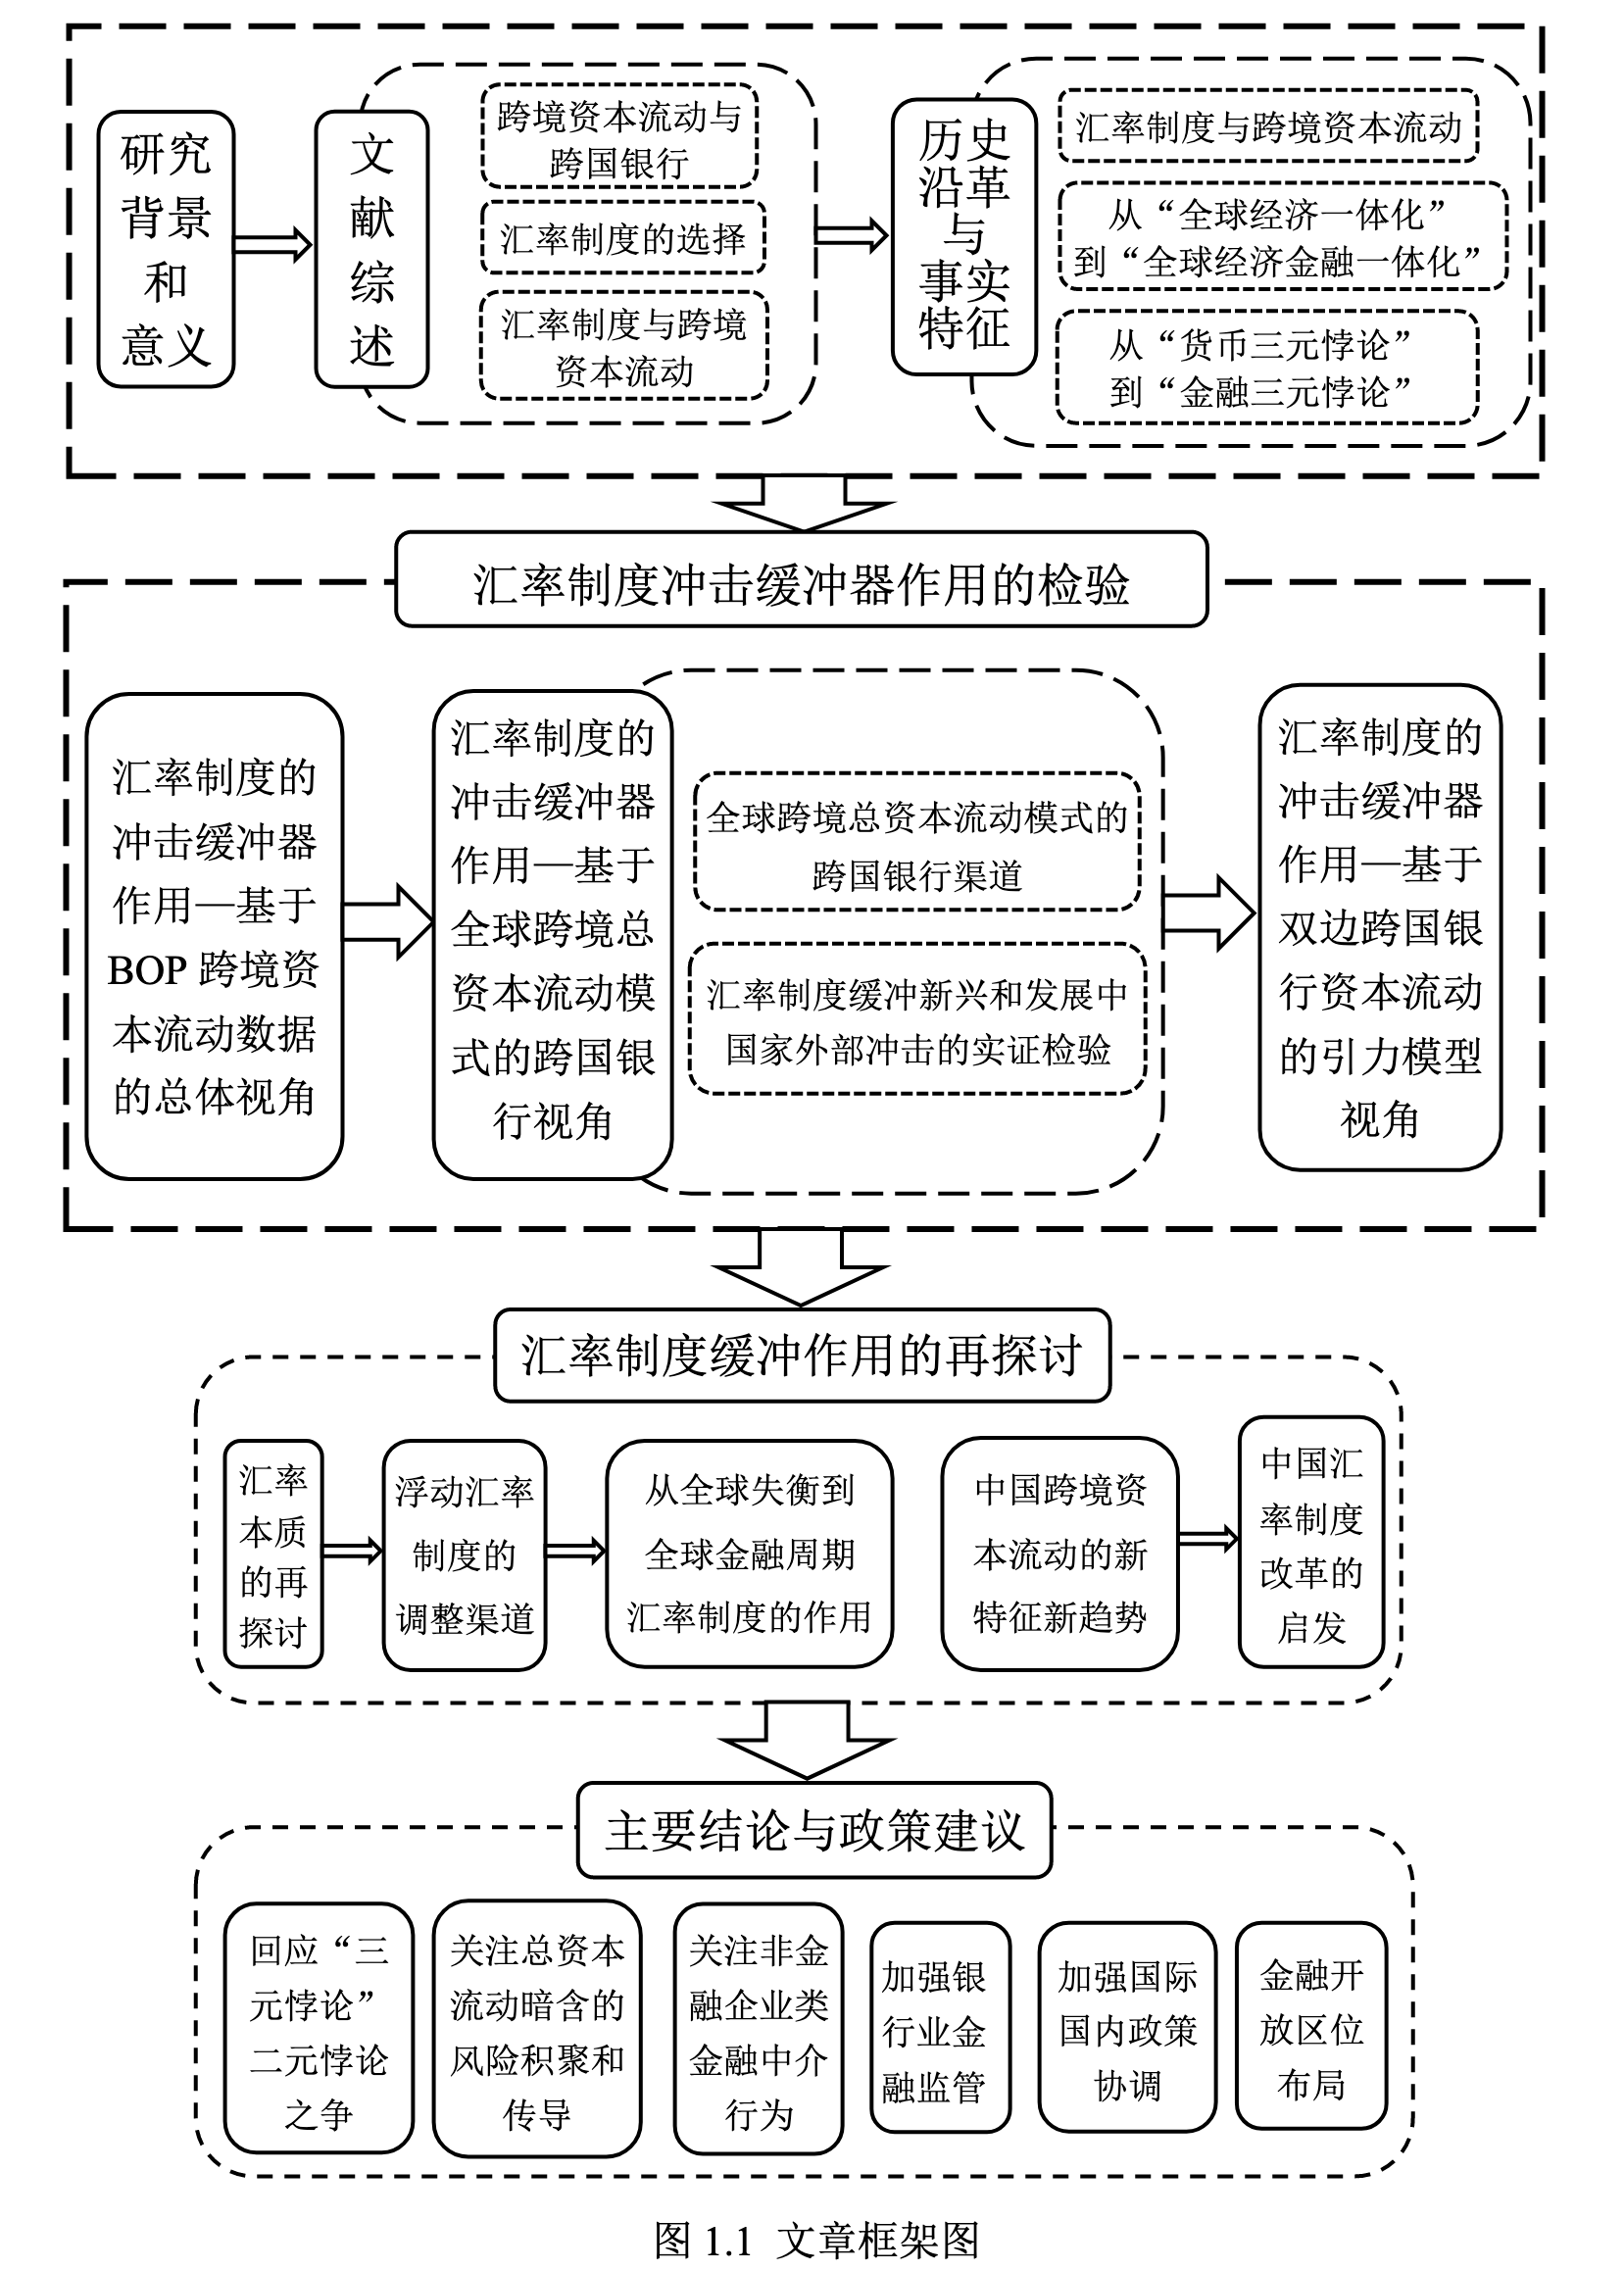 研究
背景
和
意义
文
献
综
述
跨境资本流动与
跨国银行
汇率制度的选择
汇率制度与跨境
资本流动
历史
沿革
与
事实
特征
汇率制度与跨境资本流动
从“全球经济一体化”
到“全球经济金融一体化”
从“货币三元悖论”
到“金融三元悖论”
汇率制度冲击缓冲器作用的检验
汇率制度的
冲击缓冲器
作用—基于
BOP 跨境资
本流动数据
的总体视角
汇率制度的
冲击缓冲器
作用—基于
全球跨境总
资本流动模
式的跨国银
行视角
全球跨境总资本流动模式的
跨国银行渠道
汇率制度缓冲新兴和发展中
国家外部冲击的实证检验
汇率制度的
冲击缓冲器
作用—基于
双边跨国银
行资本流动
的引力模型
视角
汇率制度缓冲作用的再探讨
汇率
本质
的再
探讨
浮动汇率
制度的
调整渠道
从全球失衡到
全球金融周期
汇率制度的作用
中国跨境资
本流动的新
特征新趋势
中国汇
率制度
改革的
启发
主要结论与政策建议
回应“三
元悖论”
二元悖论
之争
关注总资本
流动暗含的
风险积聚和
传导
关注非金
融企业类
金融中介
行为
加强银
行业金
融监管
加强国际
国内政策
协调
金融开
放区位
布局
图 1.1 文章框架图